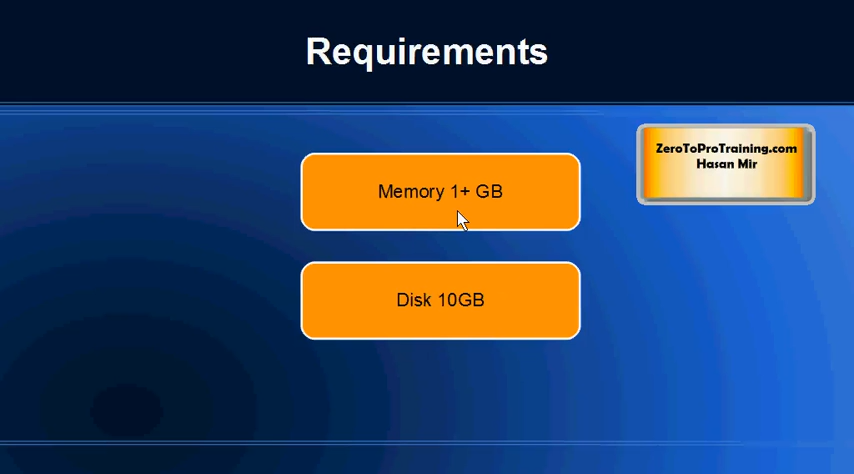 Requirements
ZeroToProTraining.com
Hasan Mir
Memory 1+ GB
Disk 10GB